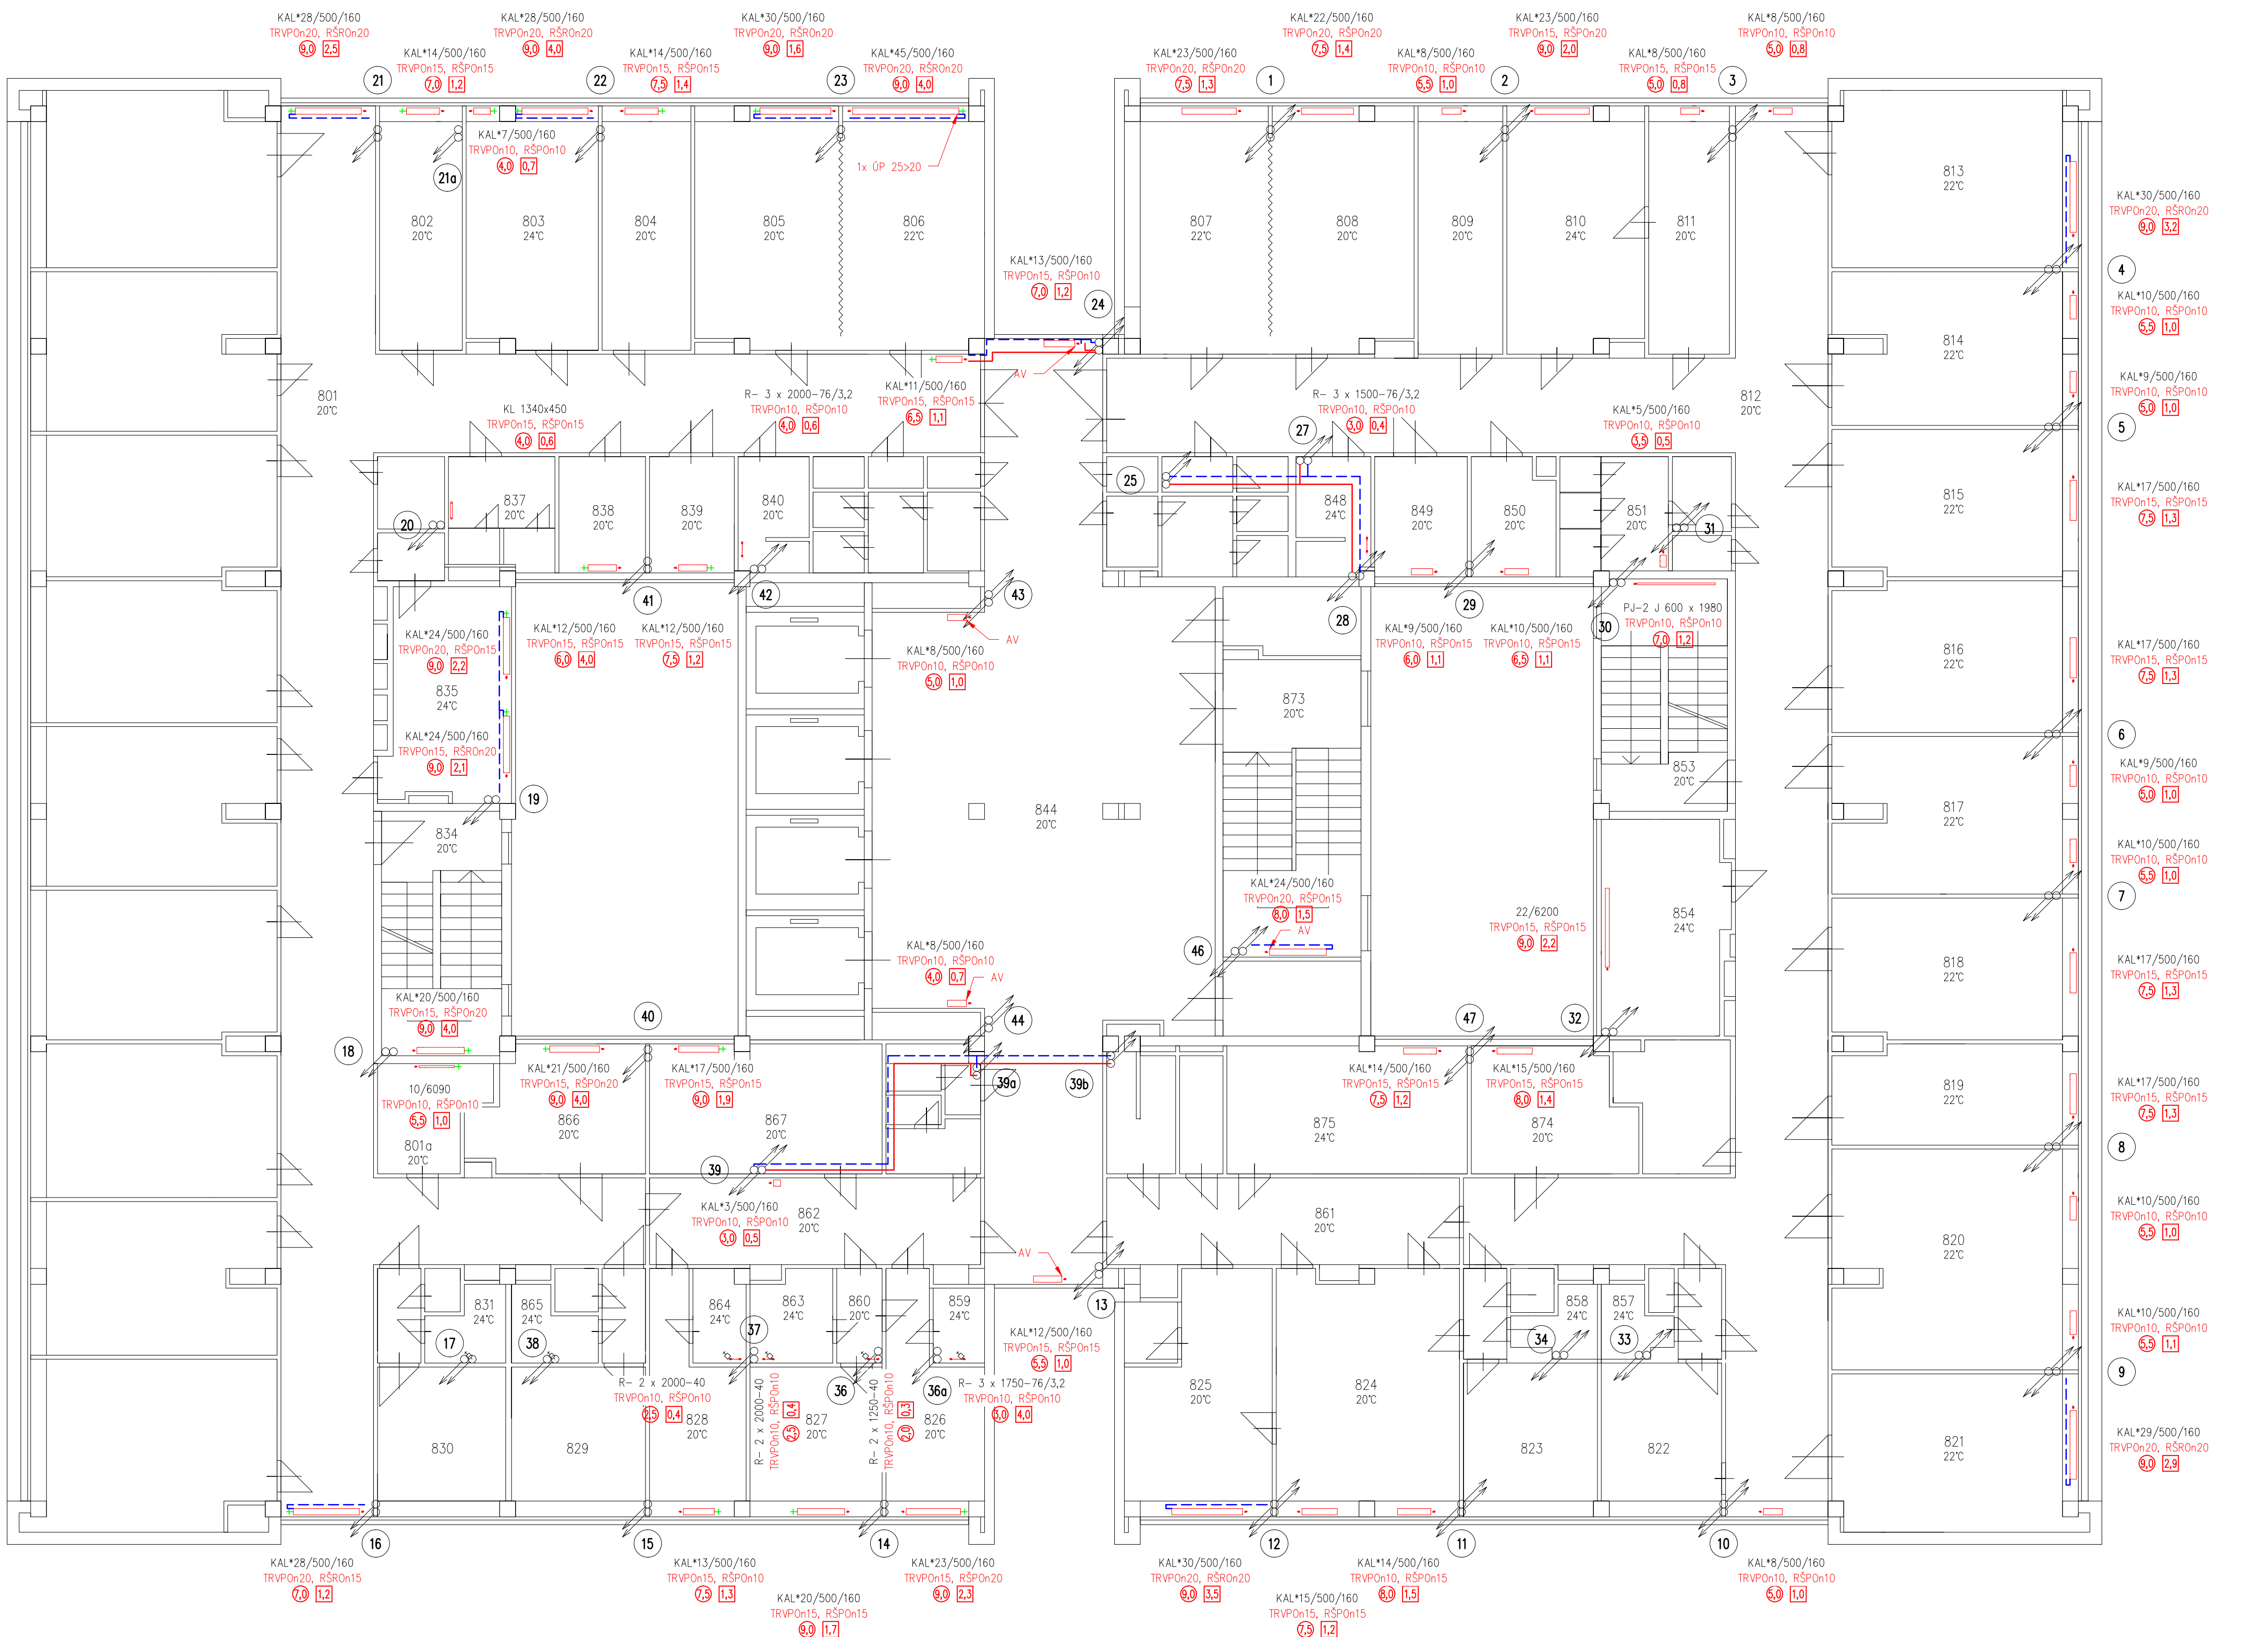 KAL*28/500/160
TRVPOn20, RŠROn20
9,0 2,5
KAL*28/500/160
TRVPOn20, RŠROn20
9,0 4,0
KAL*30/500/160
TRVPOn20, RŠROn20
9,0 1,6
KAL*22/500/160
TRVPOn20, RŠPOn20
7,5 1,4
KAL*23/500/160
TRVPOn15, RŠPOn20
9,0 2,0
KAL*8/500/160
TRVPOn10, RŠPOn10
5,0 0,8
KAL*14/500/160
TRVPOn15, RŠPOn15
7,0 1,2
KAL*14/500/160
TRVPOn15, RŠPOn15
7,5 1,4
KAL*45/500/160
TRVPOn20, RŠROn20
9,0 4,0
KAL*23/500/160
TRVPOn20, RŠPOn20
7,5 1,3
KAL*8/500/160
TRVPOn10, RŠPOn10
5,5 1,0
KAL*8/500/160
TRVPOn15, RŠPOn15
5,0 0,8
21
22
23
1
2
3
KAL*7/500/160
TRVPOn10, RŠPOn10
4,0 0,7
21a
1x ÚP 25>20
802
20°C
803
24°C
804
20°C
805
20°C
806
22°C
807
22°C
808
20°C
809
20°C
810
24°C
811
20°C
813
22°C
KAL*30/500/160
TRVPOn20, RŠROn20
9,0 3,2
4
KAL*13/500/160
TRVPOn15, RŠPOn10
7,0 1,2
24
AV
KAL*10/500/160
TRVPOn10, RŠPOn10
5,5 1,0
814
22°C
KAL*9/500/160
TRVPOn10, RŠPOn10
5,0 1,0
5
801
20°C
KL 1340x450
TRVPOn15, RŠPOn15
4,0 0,6
R- 3 x 2000-76/3,2
TRVPOn10, RŠPOn10
4,0 0,6
KAL*11/500/160
TRVPOn15, RŠPOn15
6,5 1,1
R- 3 x 1500-76/3,2
TRVPOn10, RŠPOn10
3,0 0,4
27
KAL*5/500/160
TRVPOn10, RŠPOn10
3,5 0,5
812
20°C
25
20
837
20°C
838
20°C
839
20°C
840
20°C
848
24°C
849
20°C
850
20°C
851
20°C
31
815
22°C
KAL*17/500/160
TRVPOn15, RŠPOn15
7,5 1,3
41
42
43
28
29
30
PJ-2 J 600 x 1980
TRVPOn10, RŠPOn10
7,0 1,2
KAL*24/500/160
TRVPOn20, RŠPOn15
9,0 2,2
KAL*12/500/160
TRVPOn15, RŠPOn15
6,0 4,0
KAL*12/500/160
TRVPOn15, RŠPOn15
7,5 1,2
AV
KAL*8/500/160
TRVPOn10, RŠPOn10
5,0 1,0
KAL*9/500/160
TRVPOn10, RŠPOn15
6,0 1,1
KAL*10/500/160
TRVPOn10, RŠPOn15
6,5 1,1
816
22°C
KAL*17/500/160
TRVPOn15, RŠPOn15
7,5 1,3
835
24°C
873
20°C
6
KAL*24/500/160
TRVPOn15, RŠROn20
9,0 2,1
853
20°C
KAL*9/500/160
TRVPOn10, RŠPOn10
5,0 1,0
19
817
22°C
834
20°C
844
20°C
KAL*10/500/160
TRVPOn10, RŠPOn10
5,5 1,0
7
KAL*24/500/160
TRVPOn20, RŠPOn15
8,0 1,5
AV
22/6200
TRVPOn15, RŠPOn15
9,0 2,2
854
24°C
KAL*8/500/160
TRVPOn10, RŠPOn10
4,0 0,7
AV
46
818
22°C
KAL*17/500/160
TRVPOn15, RŠPOn15
7,5 1,3
KAL*20/500/160
TRVPOn15, RŠPOn20
9,0 4,0
40
44
47
32
18
10/6090
TRVPOn10, RŠPOn10
5,5 1,0
KAL*21/500/160
TRVPOn15, RŠPOn20
9,0 4,0
KAL*17/500/160
TRVPOn15, RŠPOn15
9,0 1,9
39a
39b
KAL*14/500/160
TRVPOn15, RŠPOn15
7,5 1,2
KAL*15/500/160
TRVPOn15, RŠPOn15
8,0 1,4
819
22°C
KAL*17/500/160
TRVPOn15, RŠPOn15
7,5 1,3
8
801a
20°C
866
20°C
867
20°C
875
24°C
874
20°C
39
KAL*3/500/160
TRVPOn10, RŠPOn10
3,0 0,5
862
20°C
861
20°C
KAL*10/500/160
TRVPOn10, RŠPOn10
5,5 1,0
820
22°C
AV
13
831
24°C
865
24°C
864
24°C
863
24°C
860
20°C
859
24°C
858
24°C
857
24°C
17
38
37
34
33
KAL*10/500/160
TRVPOn10, RŠPOn10
5,5 1,1
KAL*12/500/160
TRVPOn15, RŠPOn15
5,5 1,0
9
R- 2 x 2000-40
TRVPOn10, RŠPOn10
2,5 0,4
R- 2 x 2000-40
TRVPOn10, RŠPOn10
2,5 0,4
36
R- 2 x 1250-40
TRVPOn10, RŠPOn10
2,0 0,3
36a
R- 3 x 1750-76/3,2
TRVPOn10, RŠPOn10
3,0 4,0
830
829
828
20°C
827
20°C
826
20°C
825
20°C
824
20°C
823
822
821
22°C
KAL*29/500/160
TRVPOn20, RŠROn20
9,0 2,9
16
15
14
12
11
10
KAL*28/500/160
TRVPOn20, RŠROn15
7,0 1,2
KAL*13/500/160
TRVPOn15, RŠPOn10
7,5 1,3
KAL*23/500/160
TRVPOn15, RŠPOn20
9,0 2,3
KAL*30/500/160
TRVPOn20, RŠROn20
9,0 3,5
KAL*14/500/160
TRVPOn10, RŠPOn15
8,0 1,5
KAL*8/500/160
TRVPOn10, RŠPOn10
5,0 1,0
KAL*20/500/160
TRVPOn15, RŠPOn15
9,0 1,7
KAL*15/500/160
TRVPOn15, RŠPOn15
7,5 1,2